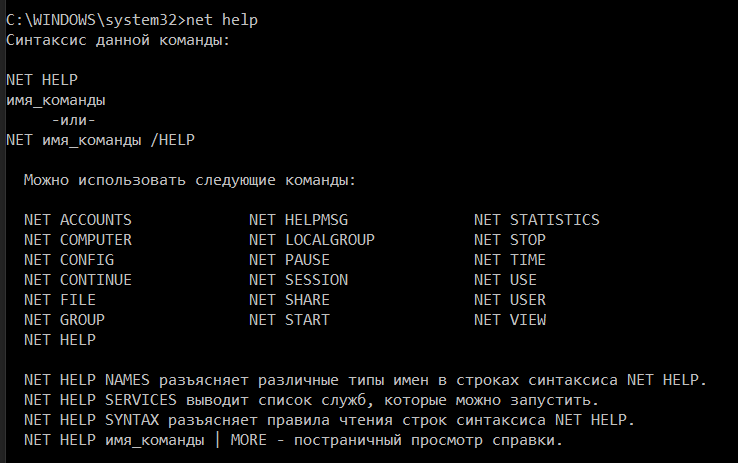 C:\WINDOWS\system32>net help
Синтаксис данной команды:
NET HELP
имя_команды
-или-
NET имя_команды /HELP
Можно использовать следующие команды:
NET ACCOUNTS NET HELPMSG NET STATISTICS
NET COMPUTER NET LOCALGROUP NET STOP
NET CONFIG NET PAUSE NET TIME
NET CONTINUE NET SESSION NET USE
NET FILE NET SHARE NET USER
NET GROUP NET START NET VIEW
NET HELP
NET HELP NAMES разъясняет различные типы имен в строках синтаксиса NET HELP.
NET HELP SERVICES выводит список служб, которые можно запустить.
NET HELP SYNTAX разъясняет правила чтения строк синтаксиса NET HELP.
NET HELP имя_команды | MORE - постраничный просмотр справки.